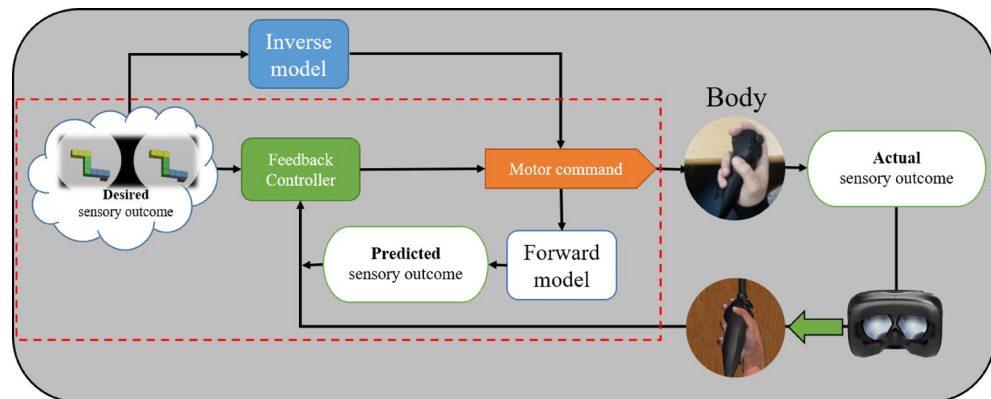 Inverse
model
Body
Desired
sensory outcome
Feedback
Controller
Motor command
Actual
sensory outcome
Predicted
sensory outcome
Forward
model